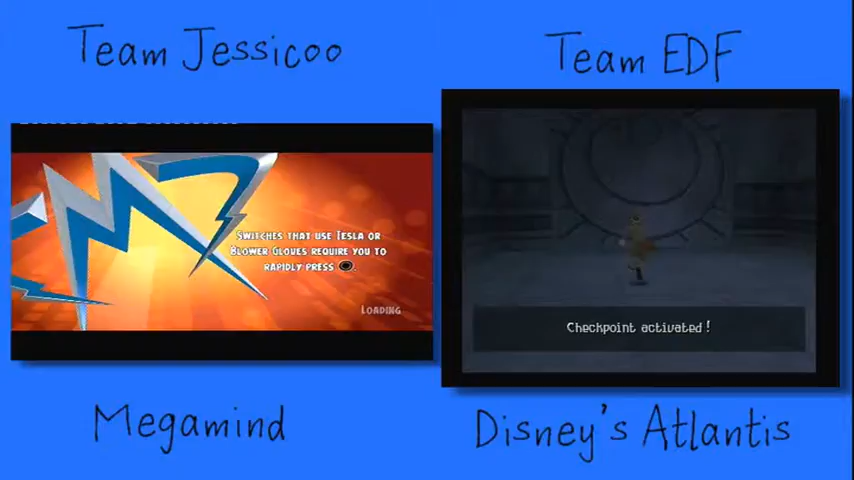 Team Jessicoo
Team EDF
Switches that use Tesla or
Blower Gloves require you to
rapidly press
Loading
Checkpoint activated!
Megamind
Disney's Atlantis